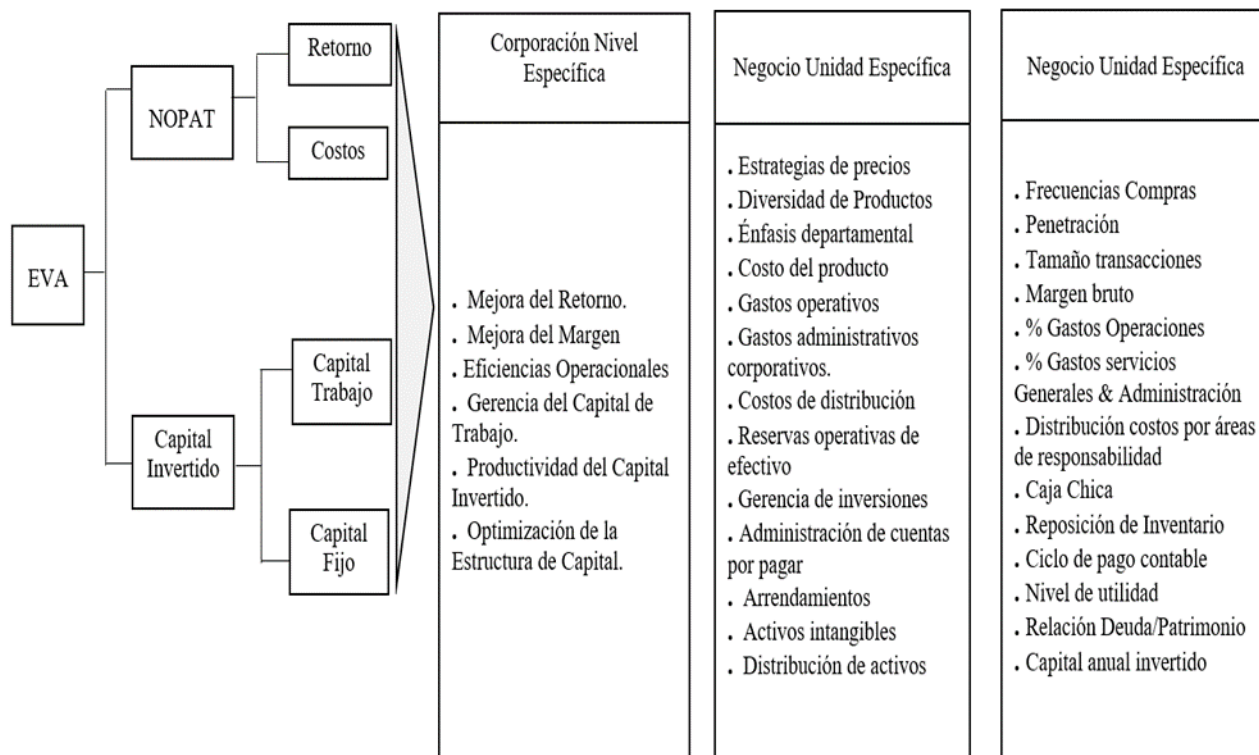 EVA
NOPAT
Capital
Invertido
Retorno
Costos
Capital
Trabajo
Capital
Fijo
Corporación Nivel
Específica
. Mejora del Retorno.
. Mejora del Margen
. Eficiencias Operacionales
. Gerencia del Capital de
Trabajo.
. Productividad del Capital
Invertido.
. Optimización de la
Estructura de Capital.
Negocio Unidad Específica
. Estrategias de precios
. Diversidad de Productos
. Énfasis departamental
. Costo del producto
. Gastos operativos
. Gastos administrativos
corporativos.
. Costos de distribución
. Reservas operativas de
efectivo
. Gerencia de inversiones
. Administración de cuentas
por pagar
. Arrendamientos
. Activos intangibles
. Distribución de activos
Negocio Unidad Específica
. Frecuencias Compras
. Penetración
. Tamaño transacciones
. Margen bruto
. % Gastos Operaciones
. % Gastos servicios
Generales & Administración
. Distribución costos por áreas
de responsabilidad
. Caja Chica
. Reposición de Inventario
. Ciclo de pago contable
. Nivel de utilidad
. Relación Deuda/Patrimonio
. Capital anual invertido